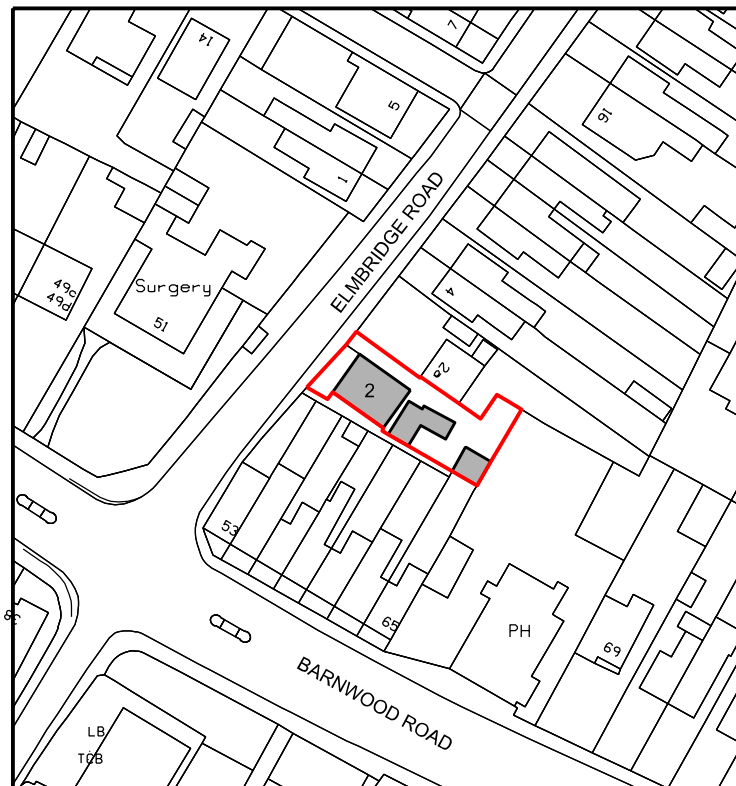 7
14
5
16
1
ELMBRIDGE ROAD
49c
49d
Surgery
51
4
2a
2
53
65
38
PH
69
BARNWOOD ROAD
LB
TCB